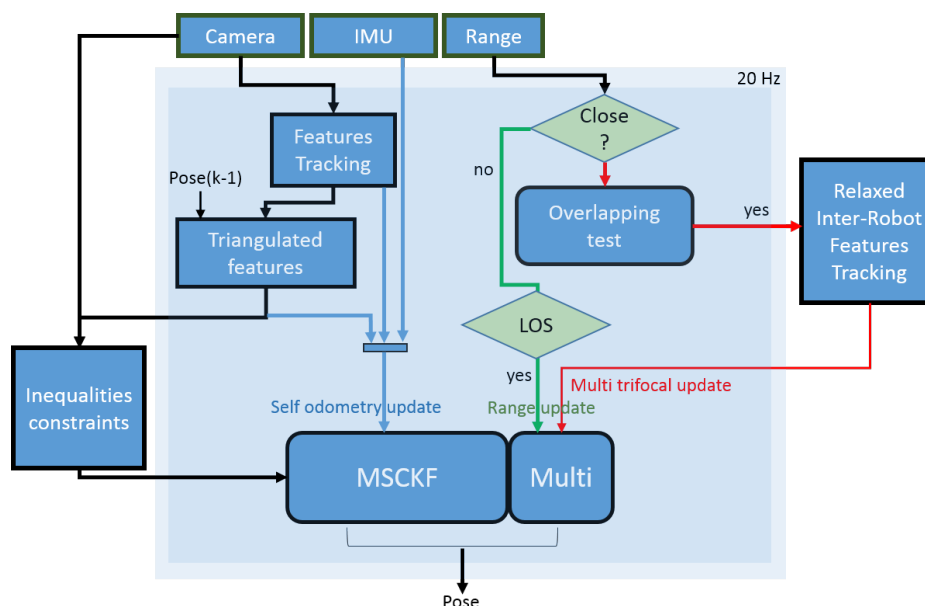 Camera
IMU
Range
20 Hz
Close
?
Features
Tracking
no
Pose(k-1)
Overlapping
test
yes
Relaxed
Inter-Robot
Features
Tracking
Triangulated
features
LOS
Inequalities
constraints
yes
Multi trifocal update
Self odometry update
Range update
MSCKF
Multi
Pose